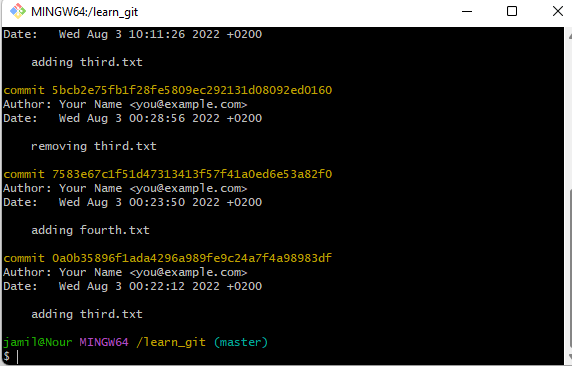 MINGW64:/learn_git
Date:   Wed Aug 3 10:11:26 2022 +0200
adding third.txt
commit 5bcb2e75fb1f28fe5809ec292131d08092ed0160
Author: Your Name <you@example.com>
Date:   Wed Aug 3 00:28:56 2022 +0200
removing third.txt
commit 7583e67c1f51d47313413f57f41a0ed6e53a82f0
Author: Your Name <you@example.com>
Date:   Wed Aug 3 00:23:50 2022 +0200
adding fourth.txt
commit 0a0b35896f1ada4296a989fe9c24a7f4a98983df
Author: Your Name <you@example.com>
Date:   Wed Aug 3 00:22:12 2022 +0200
adding third.txt
jamil@Nour MINGW64 /learn_git (master)
$